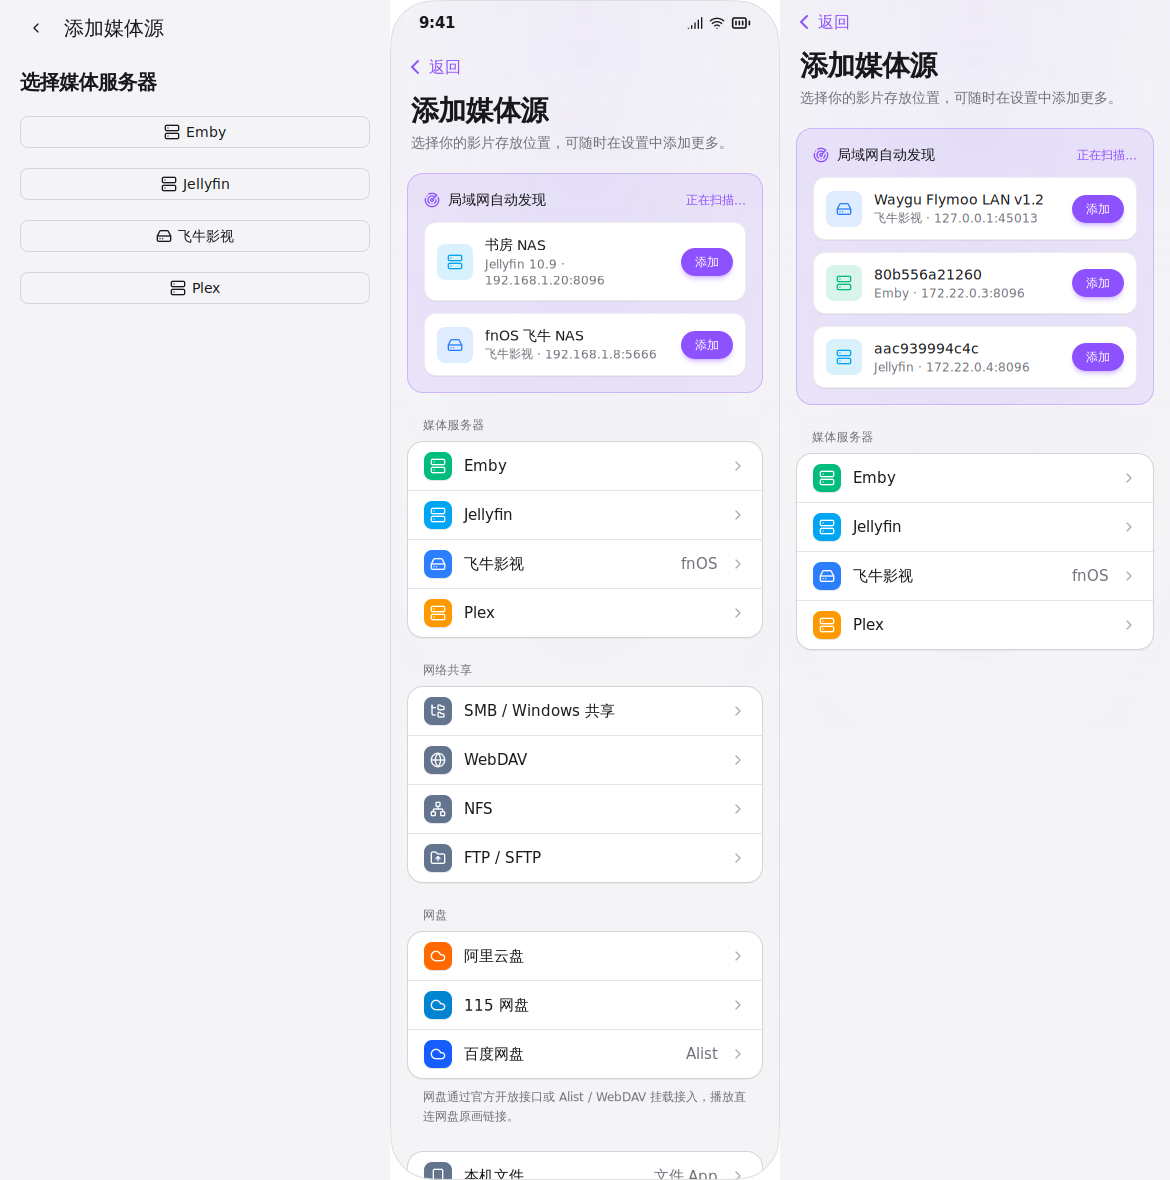 添加媒体源
选择媒体服务器
Emby
Jellyfin
飞牛影视
Plex
9:41
返回
添加媒体源
选择你的影片存放位置，可随时在设置中添加更多。
局域网自动发现 正在扫描...
书房 NAS
Jellyfin 10.9 ·
192.168.1.20:8096
添加
fnOS 飞牛 NAS
飞牛影视 · 192.168.1.8:5666
添加
媒体服务器
Emby
Jellyfin
飞牛影视 fnOS
Plex
网络共享
SMB / Windows 共享
WebDAV
NFS
FTP / SFTP
网盘
阿里云盘
115 网盘
百度网盘 Alist
网盘通过官方开放接口或 Alist / WebDAV 挂载接入，播放直
连网盘原画链接。
本机文件 文件 App
返回
添加媒体源
选择你的影片存放位置，可随时在设置中添加更多。
局域网自动发现 正在扫描...
Waygu Flymoo LAN v1.2
飞牛影视 · 127.0.0.1:45013
添加
80b556a21260
Emby · 172.22.0.3:8096
添加
aac939994c4c
Jellyfin · 172.22.0.4:8096
添加
媒体服务器
Emby
Jellyfin
飞牛影视 fnOS
Plex